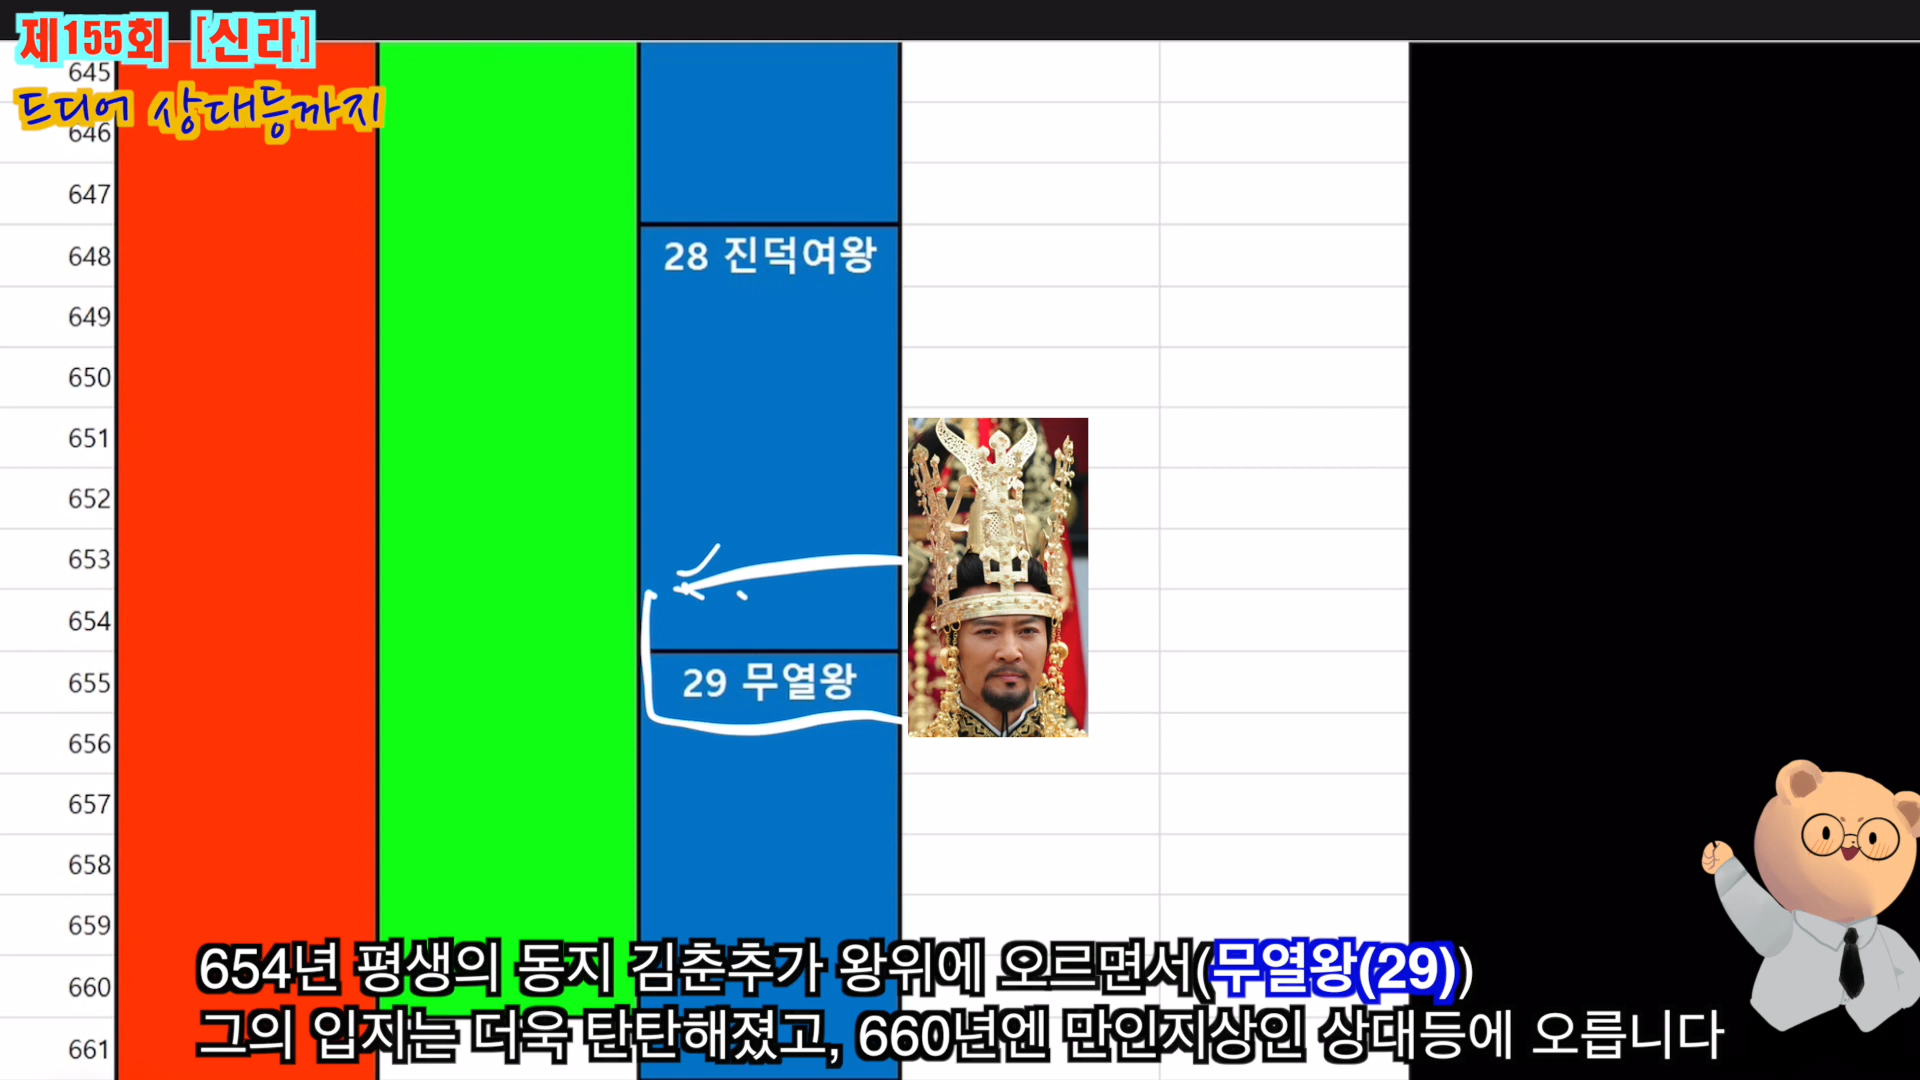 제155회 [신라]
드디어 상대등까지
645
646
647
648
28 진덕여왕
649
650
651
652
653
654
655
29 무열왕
656
657
658
659
660
661
654년 평생의 동지 김춘추가 왕위에 오르면서(무열왕(29))
그의 입지는 더욱 탄탄해졌고, 660년엔 만인지상인 상대등에 오릅니다